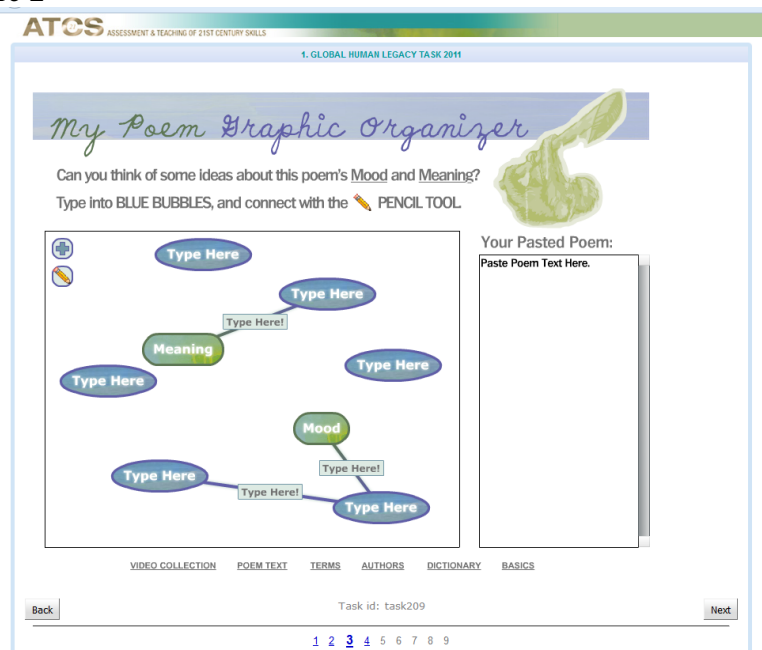 ATCS ASSESSMENT & TEACHING OF 21ST CENTURY SKILLS
1. GLOBAL HUMAN LEGACY TASK 2011
My Poem Graphic Organizer
Can you think of some ideas about this poem's Mood and Meaning?
Type into BLUE BUBBLES, and connect with the PENCIL TOOL.
Your Pasted Poem:
Paste Poem Text Here.
Type Here
Type Here
Type Here!
Meaning
Type Here
Type Here
Mood
Type Here!
Type Here
Type Here!
Type Here
VIDEO COLLECTION POEM TEXT TERMS AUTHORS DICTIONARY BASICS
Back
Task id: task209
Next
1 2 3 4 5 6 7 8 9